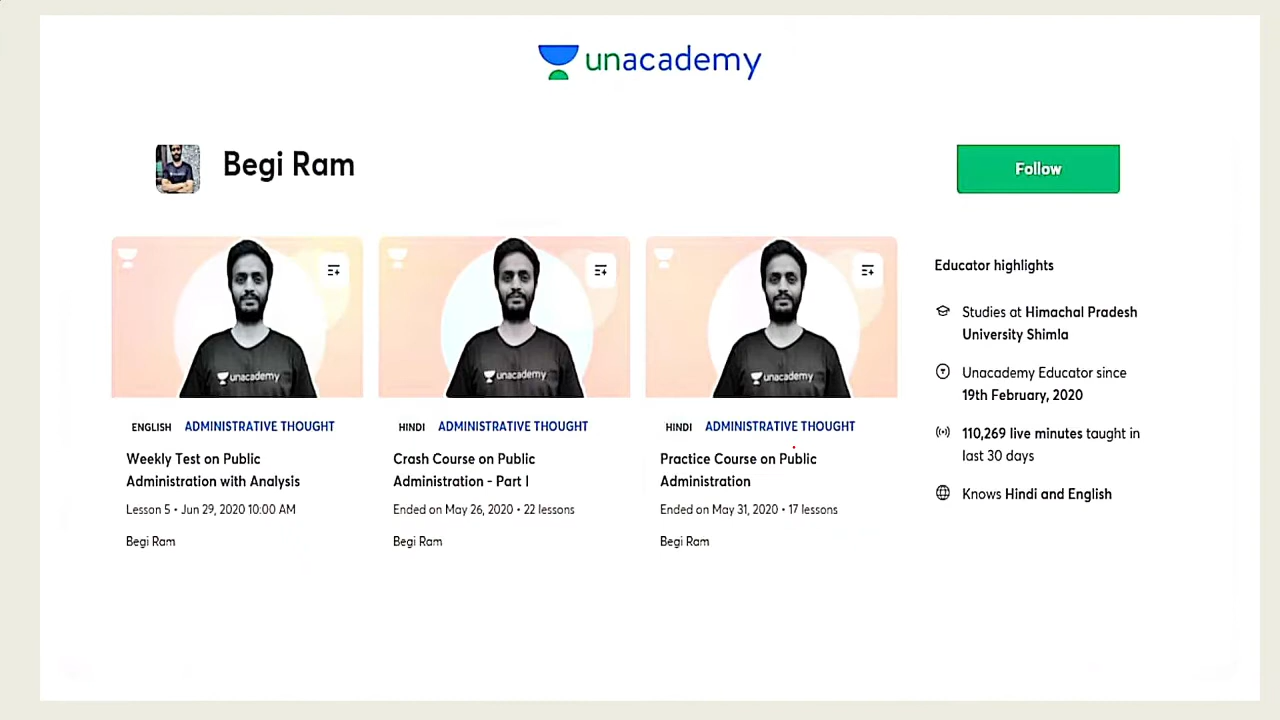 unacademy
Begi Ram
Follow
unacademy
unacademy
unacademy
ENGLISH ADMINISTRATIVE THOUGHT
Weekly Test on Public
Administration with Analysis
Lesson 5 • Jun 29, 2020 10:00 AM
Begi Ram
HINDI ADMINISTRATIVE THOUGHT
Crash Course on Public
Administration - Part I
Ended on May 26, 2020 • 22 lessons
Begi Ram
HINDI ADMINISTRATIVE THOUGHT
Practice Course on Public
Administration
Ended on May 31, 2020 • 17 lessons
Begi Ram
Educator highlights
Studies at Himachal Pradesh
University Shimla
Unacademy Educator since
19th February, 2020
110,269 live minutes taught in
last 30 days
Knows Hindi and English